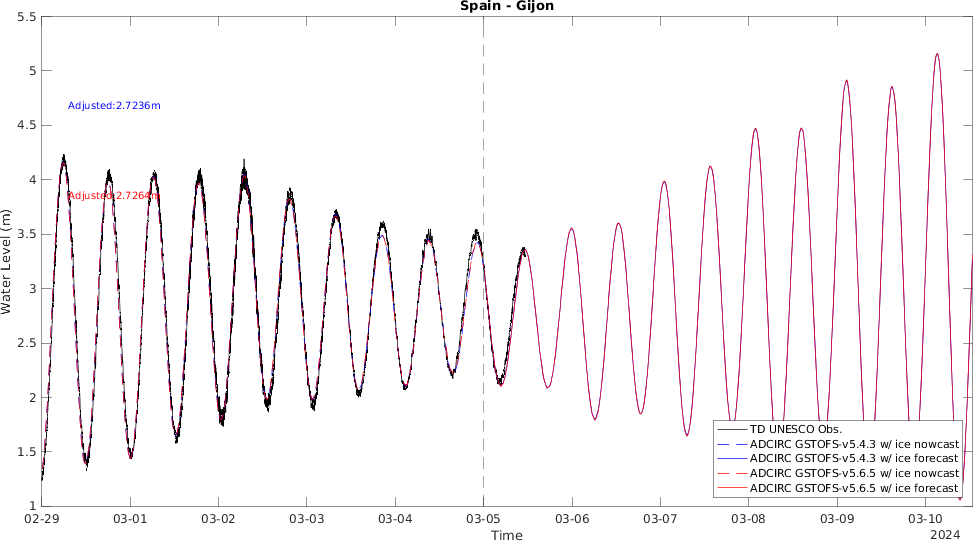 Spain - Gijon
5.5
5
4.5
4
3.5
3
2.5
2
1.5
1
Water Level (m)
Adjusted:2.7236m
Adjusted:2.7264m
TD UNESCO Obs.
ADCIRC GSTOFS-v5.4.3 w/ ice nowcast
ADCIRC GSTOFS-v5.4.3 w/ ice forecast
ADCIRC GSTOFS-v5.6.5 w/ ice nowcast
ADCIRC GSTOFS-v5.6.5 w/ ice forecast
02-29 03-01 03-02 03-03 03-04 03-05 03-06 03-07 03-08 03-09 03-10
Time
2024